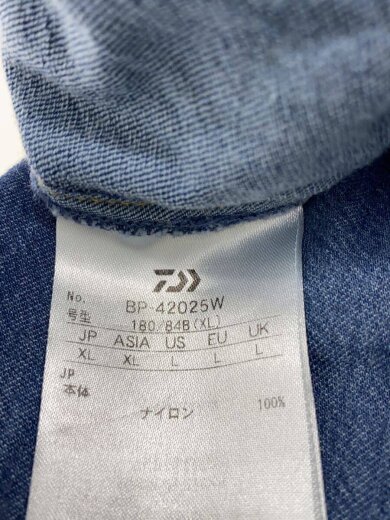 No. BP-42025W
号型 180/84B(XL)
JP ASIA US EU UK
XL XL L L L
JP
本体
ナイロン 100%